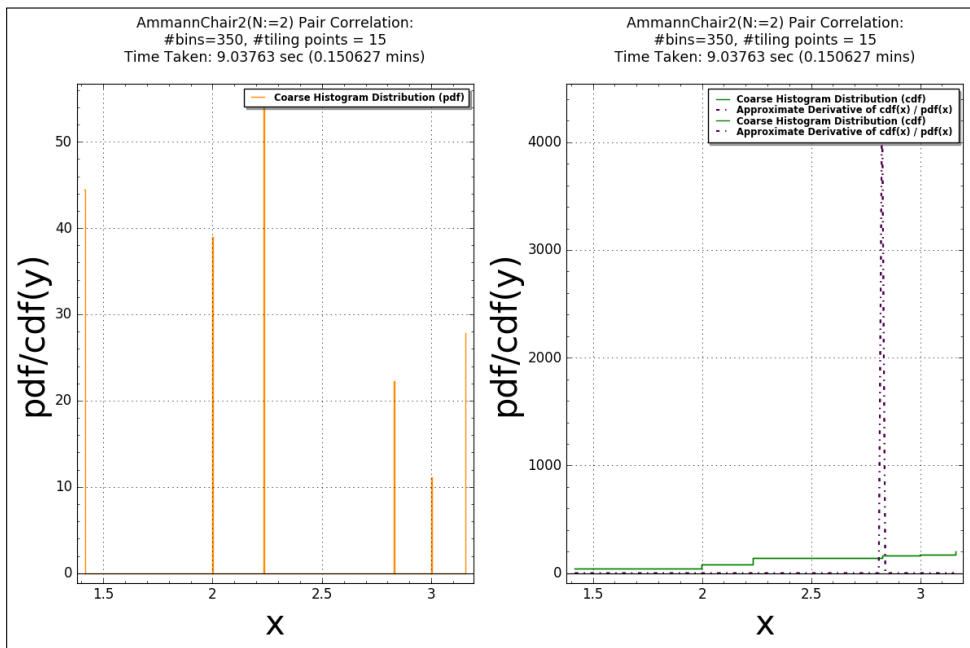 AmmannChair2(N:=2) Pair Correlation:
#bins=350, #tiling points = 15
Time Taken: 9.03763 sec (0.150627 mins)
Coarse Histogram Distribution (pdf)
50
40
30
20
10
0
pdf/cdf(y)
1.5
2
2.5
3
x
AmmannChair2(N:=2) Pair Correlation:
#bins=350, #tiling points = 15
Time Taken: 9.03763 sec (0.150627 mins)
Coarse Histogram Distribution (cdf)
Approximate Derivative of cdf(x) / pdf(x)
Coarse Histogram Distribution (cdf)
Approximate Derivative of cdf(x) / pdf(x)
4000
3000
2000
1000
0
pdf/cdf(y)
1.5
2
2.5
3
x